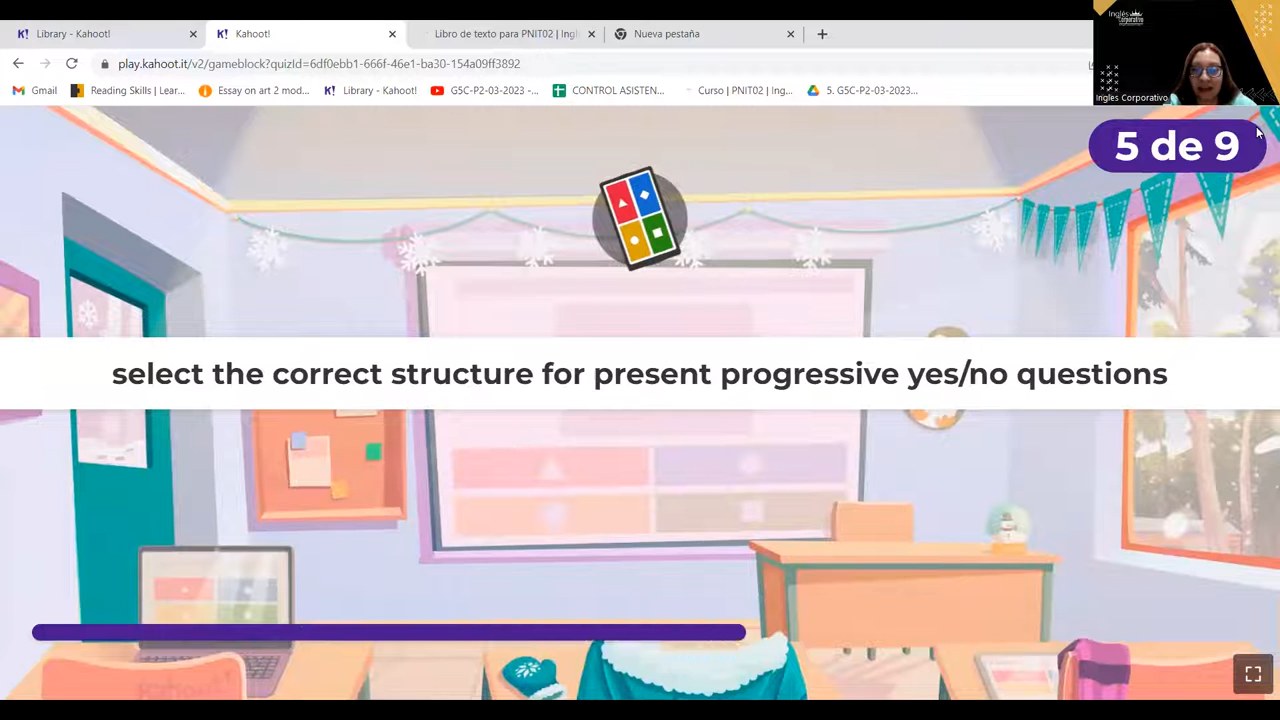 Library - Kahoot!
Kahoot!
Libro de texto para PNIT02 | Ingl
Nueva pestaña
play.kahoot.it/v2/gameblock?quizId=6df0ebb1-666f-46e1-ba30-154a09ff3892
Gmail
Reading Skills | Lear...
Essay on art 2 mod...
Library - Kahoot!
G5C-P2-03-2023 -...
CONTROL ASISTEN...
Curso | PNIT02 | Ing...
5. G5C-P2-03-2023...
Inglés
Corporativo
Ingles Corporativo
5 de 9
select the correct structure for present progressive yes/no questions